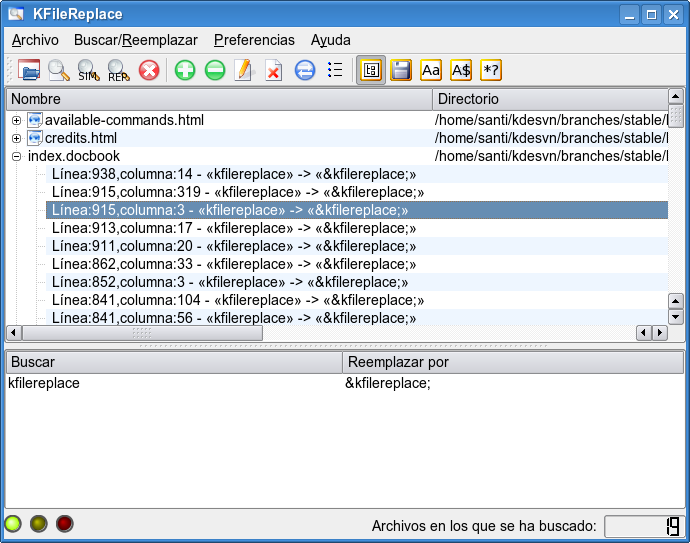 KFileReplace
Archivo Buscar/Reemplazar Preferencias Ayuda
SIM REP Aa A$ *?
Nombre Directorio
available-commands.html /home/santi/kdesvn/branches/stable/l
credits.html /home/santi/kdesvn/branches/stable/l
index.docbook /home/santi/kdesvn/branches/stable/l
Línea:938,columna:14 - «kfilereplace» -> «&kfilereplace;»
Línea:915,columna:319 - «kfilereplace» -> «&kfilereplace;»
Línea:915,columna:3 - «kfilereplace» -> «&kfilereplace;»
Línea:913,columna:17 - «kfilereplace» -> «&kfilereplace;»
Línea:911,columna:20 - «kfilereplace» -> «&kfilereplace;»
Línea:862,columna:33 - «kfilereplace» -> «&kfilereplace;»
Línea:852,columna:3 - «kfilereplace» -> «&kfilereplace;»
Línea:841,columna:104 - «kfilereplace» -> «&kfilereplace;»
Línea:841,columna:56 - «kfilereplace» -> «&kfilereplace;»
Buscar Reemplazar por
kfilereplace &kfilereplace;
Archivos en los que se ha buscado: 19